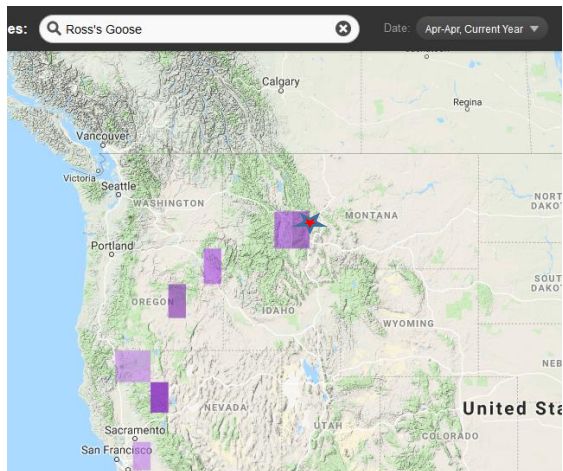 es: Ross's Goose Date: Apr-Apr, Current Year
Calgary
Regina
Vancouver
Victoria
Seattle
WASHINGTON
NORT
DAKO
MONTANA
Portland
SOUT
DAKO
OREGON
IDAHO
WYOMING
NEB
NEVADA
United Sta
Sacramento
UTAH
COLORADO
San Francisco